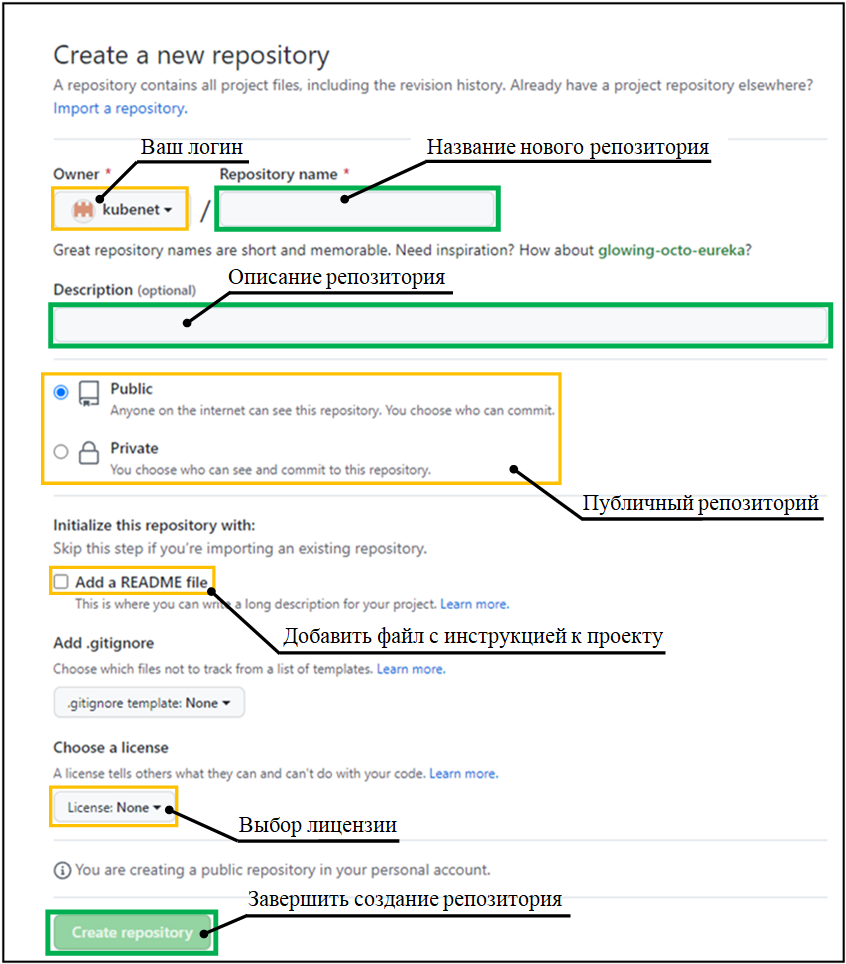 Create a new repository
A repository contains all project files, including the revision history. Already have a project repository elsewhere?
Import a repository.
Ваш логин
Название нового репозитория
Owner *
Repository name *
kubenet
/
Great repository names are short and memorable. Need inspiration? How about glowing-octo-eureka?
Описание репозитория
Description (optional)
Public
Anyone on the internet can see this repository. You choose who can commit.
Private
You choose who can see and commit to this repository.
Публичный репозиторий
Initialize this repository with:
Skip this step if you're importing an existing repository.
Add a README file
This is where you can write a long description for your project. Learn more.
Добавить файл с инструкцией к проекту
Add .gitignore
Choose which files not to track from a list of templates. Learn more.
.gitignore template: None
Choose a license
A license tells others what they can and can't do with your code. Learn more.
License: None
Выбор лицензии
You are creating a public repository in your personal account.
Завершить создание репозитория
Create repository